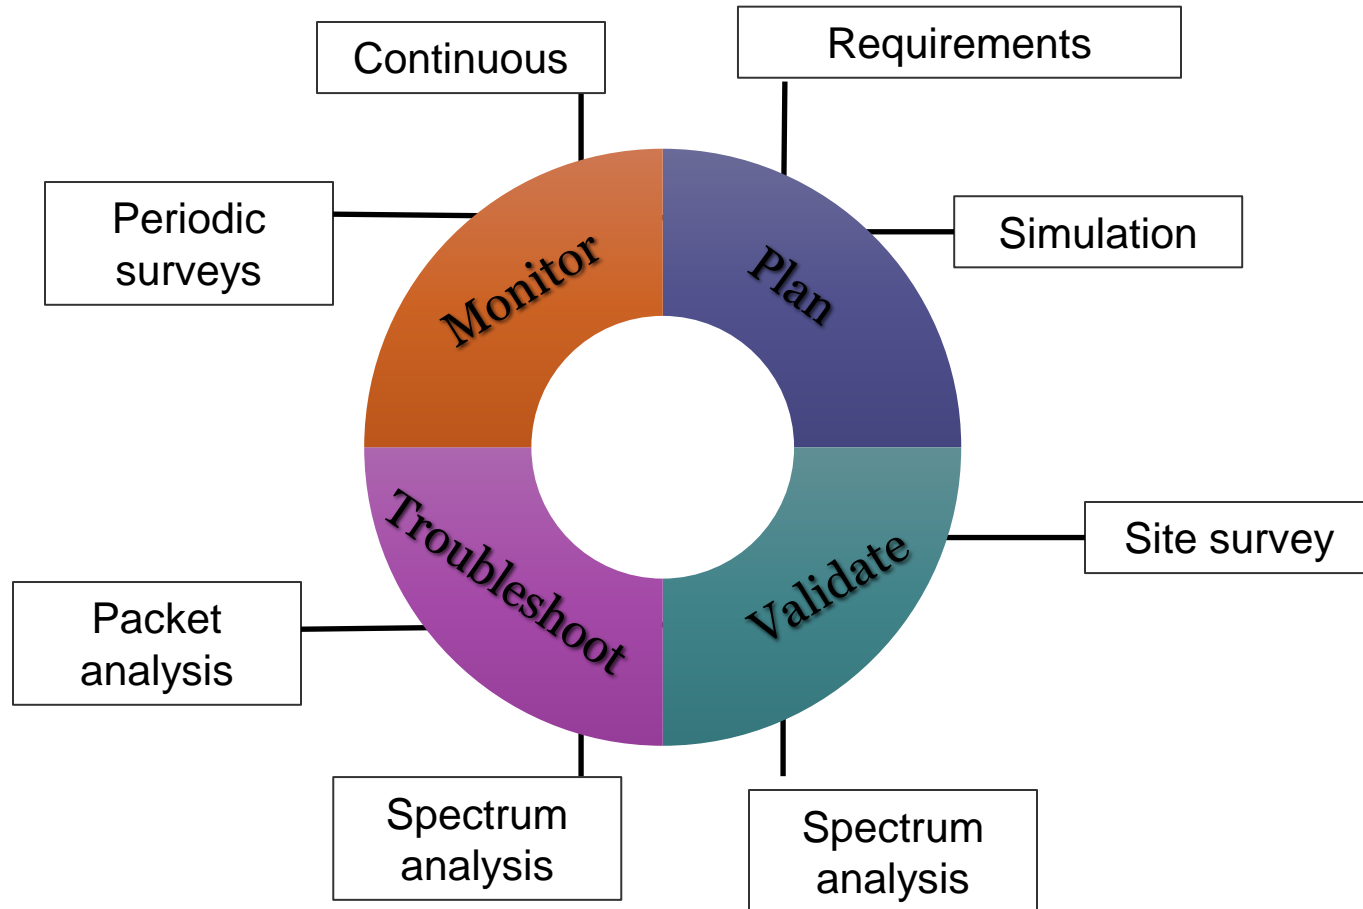 Continuous
Requirements
Periodic
surveys
Simulation
Monitor
Plan
Site survey
Troubleshoot
Validate
Packet
analysis
Spectrum
analysis
Spectrum
analysis